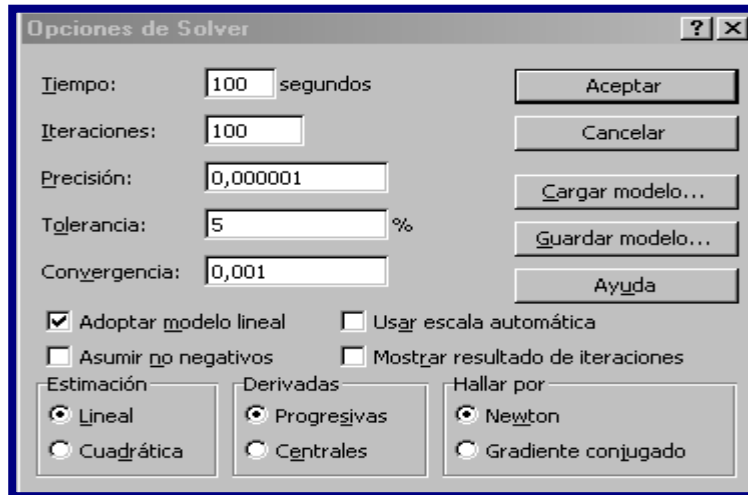 Opciones de Solver
Tiempo: 100 segundos
Aceptar
Iteraciones: 100
Cancelar
Precisión: 0,000001
Cargar modelo...
Tolerancia: 5 %
Guardar modelo...
Convergencia: 0,001
Ayuda
Adoptar modelo lineal
Usar escala automática
Asumir no negativos
Mostrar resultado de iteraciones
Estimación
Lineal
Cuadrática
Derivadas
Progresivas
Centrales
Hallar por
Newton
Gradiente conjugado